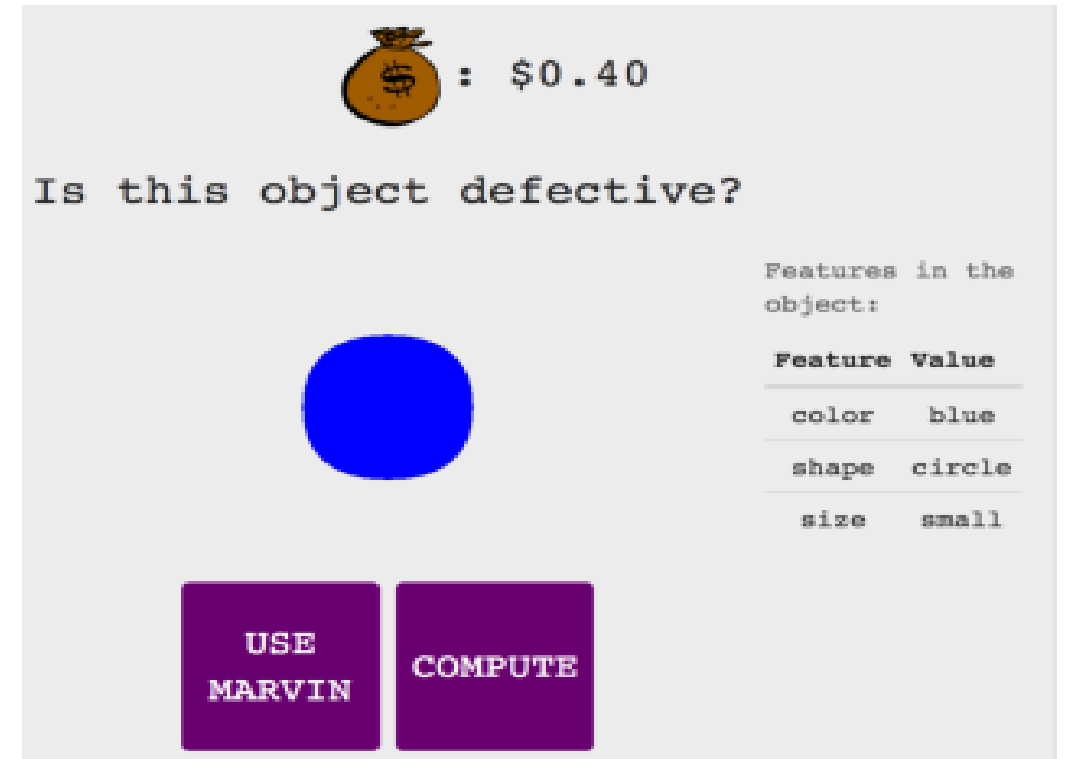 $ : $0.40
Is this object defective?
Features in the
object:
Feature Value
color blue
shape circle
size small
USE
MARVIN
COMPUTE